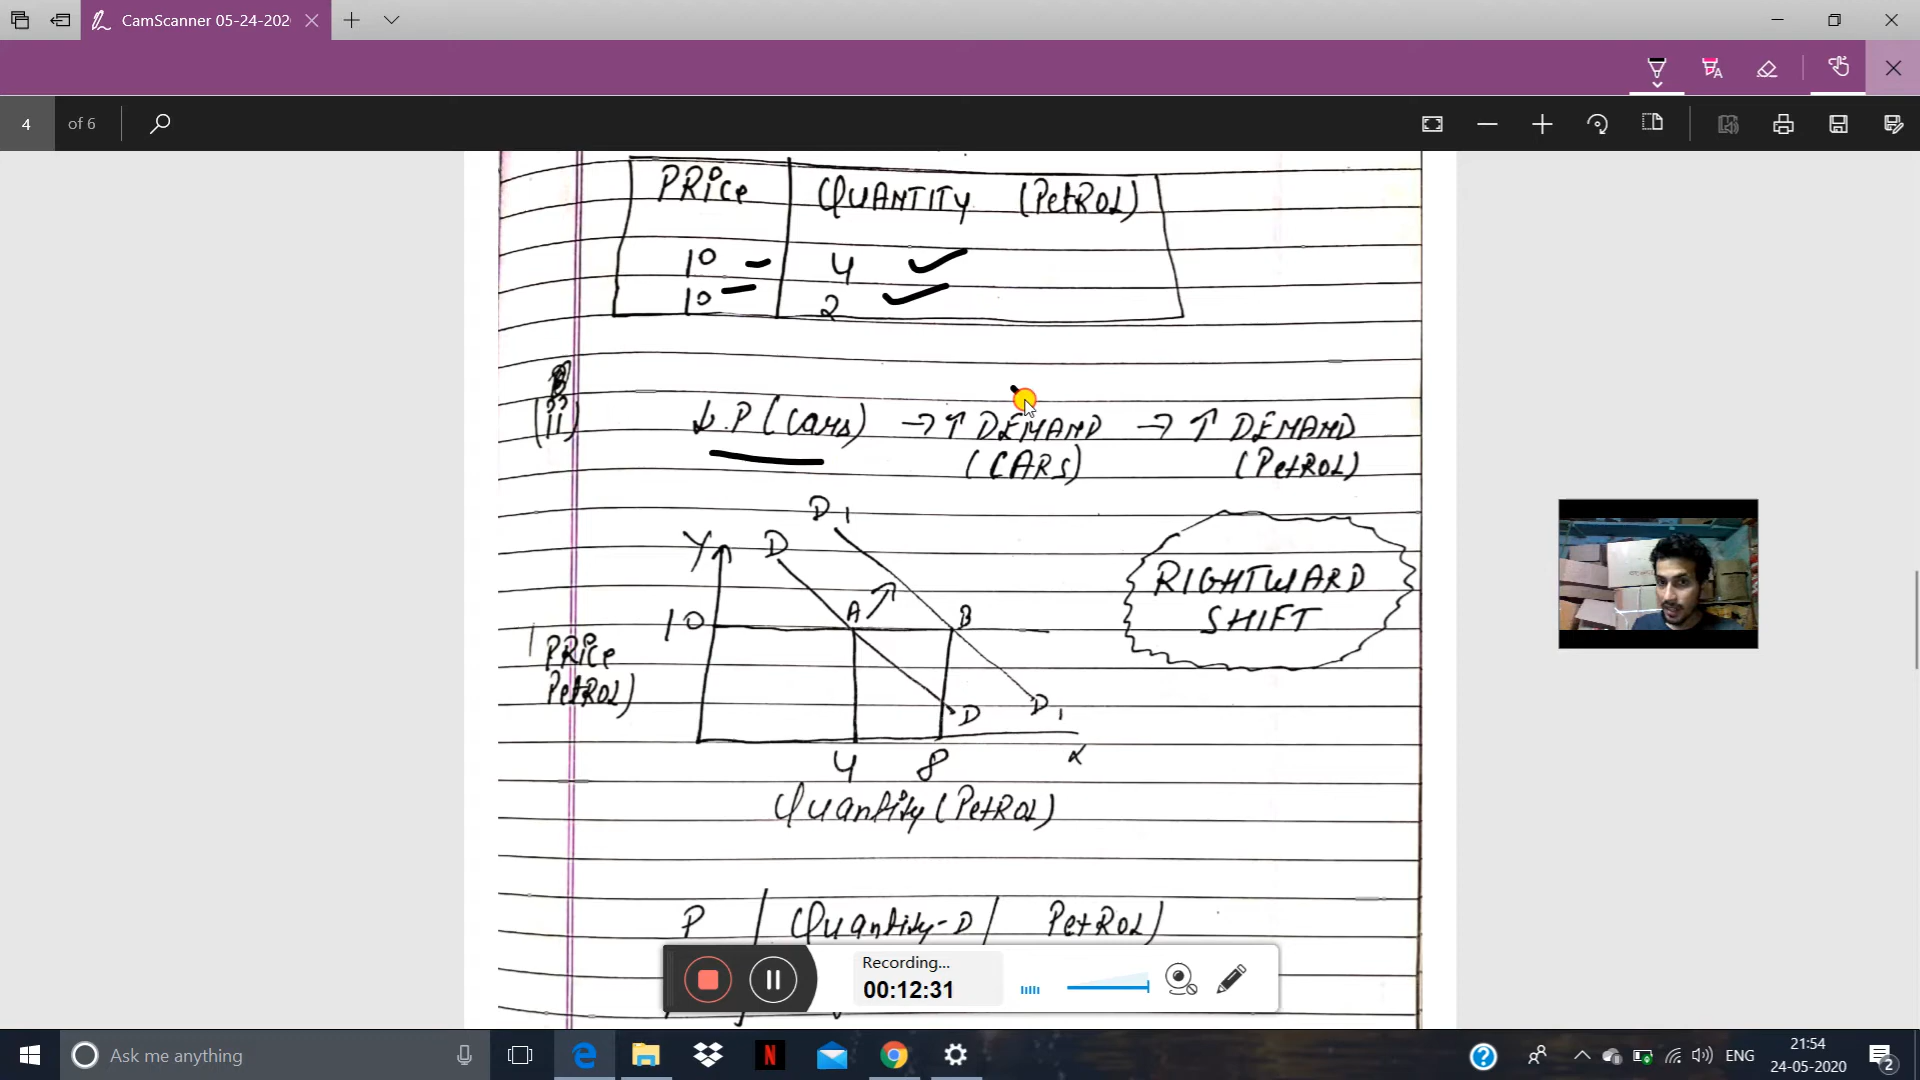 CamScanner 05-24-202
4 of 6
PRice QUANTITY (PetROL)
10 4
10 2
(ii) ↓.P (CARS) → ↑ DEMAND → ↑ DEMAND
(CARS) (PetROL)
D1
Y D
A B
10
PRice
PetROL)
D D1
RIGHTWARD
SHIFT
4 8 x
Quantity (PetROL)
P Quantity-D PetROL)
Recording...
00:12:31
Ask me anything
N
ENG
21:54
24-05-2020
2